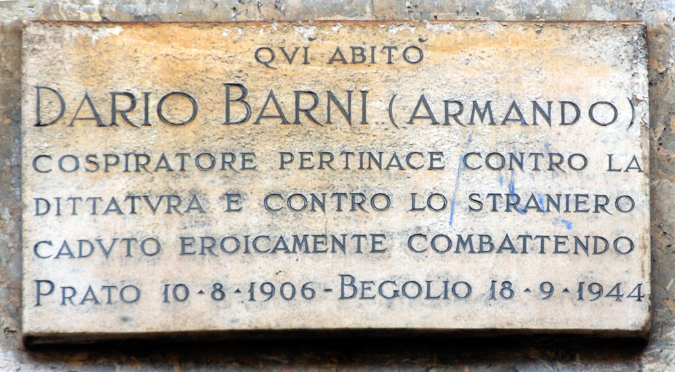 QVI ABITO
DARIO BARNI (ARMANDO)
COSPIRATORE PERTINACE CONTRO LA
DITTATVRA E CONTRO LO STRANIERO
CADVTO EROICAMENTE COMBATTENDO
PRATO 10·8·1906-BEGOLIO 18·9·1944